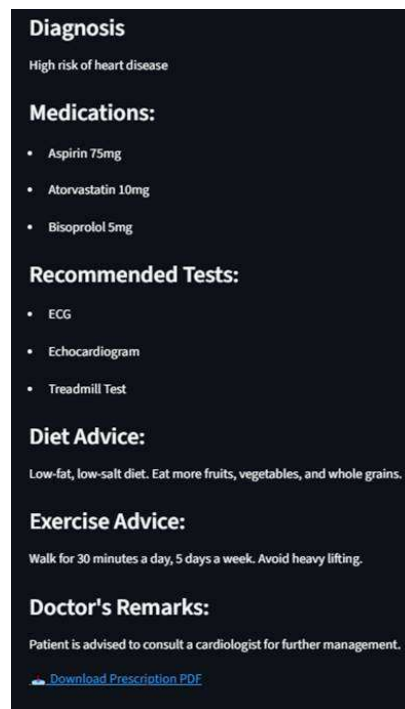 Diagnosis
High risk of heart disease
Medications:
• Aspirin 75mg
• Atorvastatin 10mg
• Bisoprolol 5mg
Recommended Tests:
• ECG
• Echocardiogram
• Treadmill Test
Diet Advice:
Low-fat, low-salt diet. Eat more fruits, vegetables, and whole grains.
Exercise Advice:
Walk for 30 minutes a day, 5 days a week. Avoid heavy lifting.
Doctor's Remarks:
Patient is advised to consult a cardiologist for further management.
Download Prescription PDF